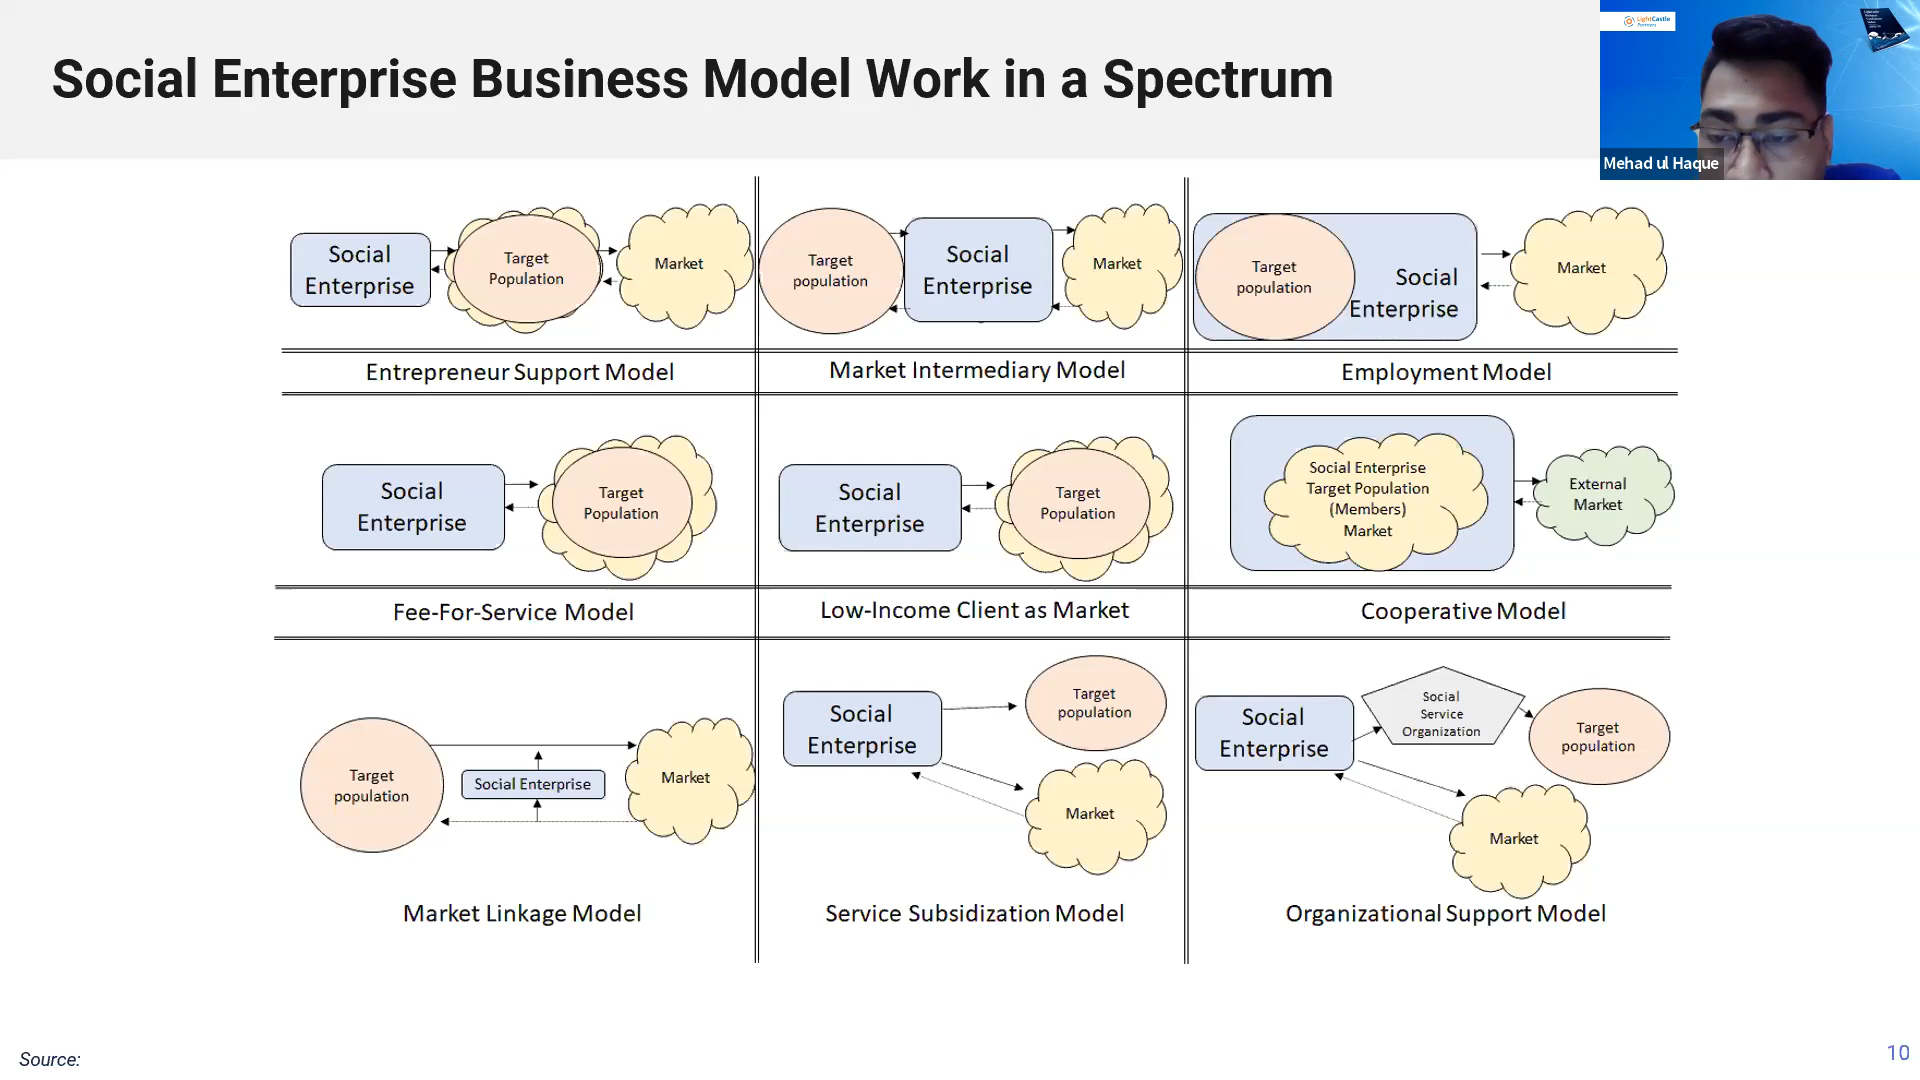 Social Enterprise Business Model Work in a Spectrum
LightCastle
Partners
Mehad ul Haque
Social
Enterprise
Target
Population
Market
Entrepreneur Support Model
Target
population
Social
Enterprise
Market
Market Intermediary Model
Target
population
Social
Enterprise
Market
Employment Model
Social
Enterprise
Target
Population
Fee-For-Service Model
Social
Enterprise
Target
Population
Low-Income Client as Market
Social Enterprise
Target Population
(Members)
Market
External
Market
Cooperative Model
Target
population
Social Enterprise
Market
Market Linkage Model
Social
Enterprise
Target
population
Market
Service Subsidization Model
Social
Enterprise
Social
Service
Organization
Target
population
Market
Organizational Support Model
Source:
10